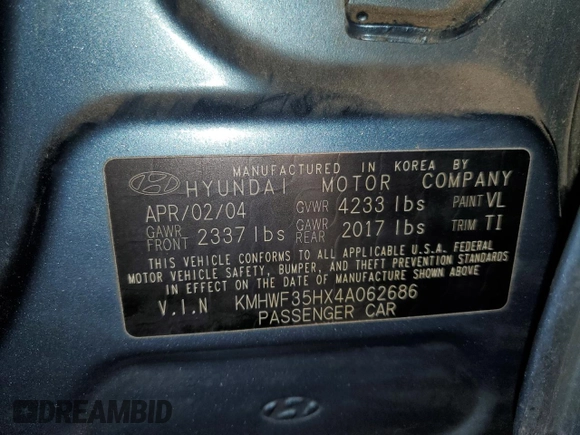 MANUFACTURED IN KOREA BY
HYUNDAI MOTOR COMPANY
APR/02/04 GVWR 4233 lbs PAINT VL
GAWR FRONT 2337 lbs GAWR REAR 2017 lbs TRIM TI
THIS VEHICLE CONFORMS TO ALL APPLICABLE U.S.A. FEDERAL
MOTOR VEHICLE SAFETY, BUMPER, AND THEFT PREVENTION STANDARDS
IN EFFECT ON THE DATE OF MANUFACTURE SHOWN ABOVE
V.I.N KMHWF35HX4A062686
PASSENGER CAR
DREAMBID